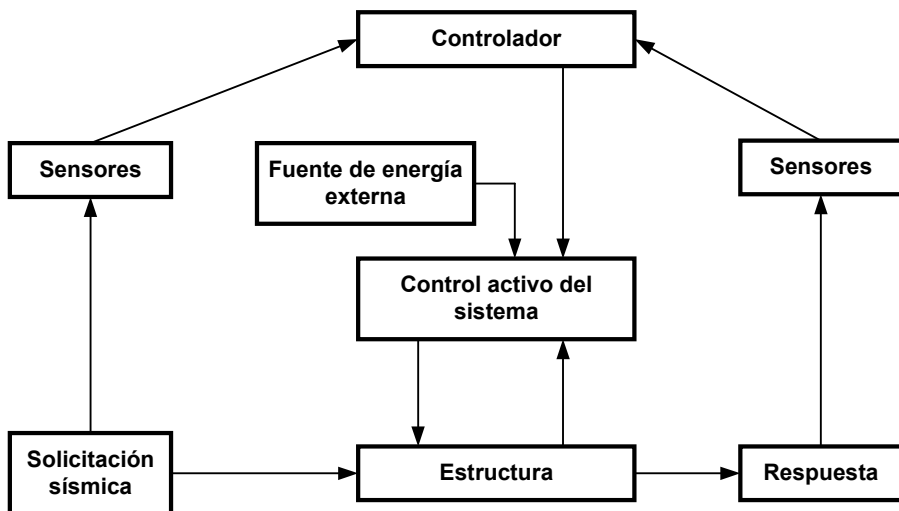 Controlador
Sensores
Fuente de energía
externa
Sensores
Control activo del
sistema
Solicitación
sísmica
Estructura
Respuesta